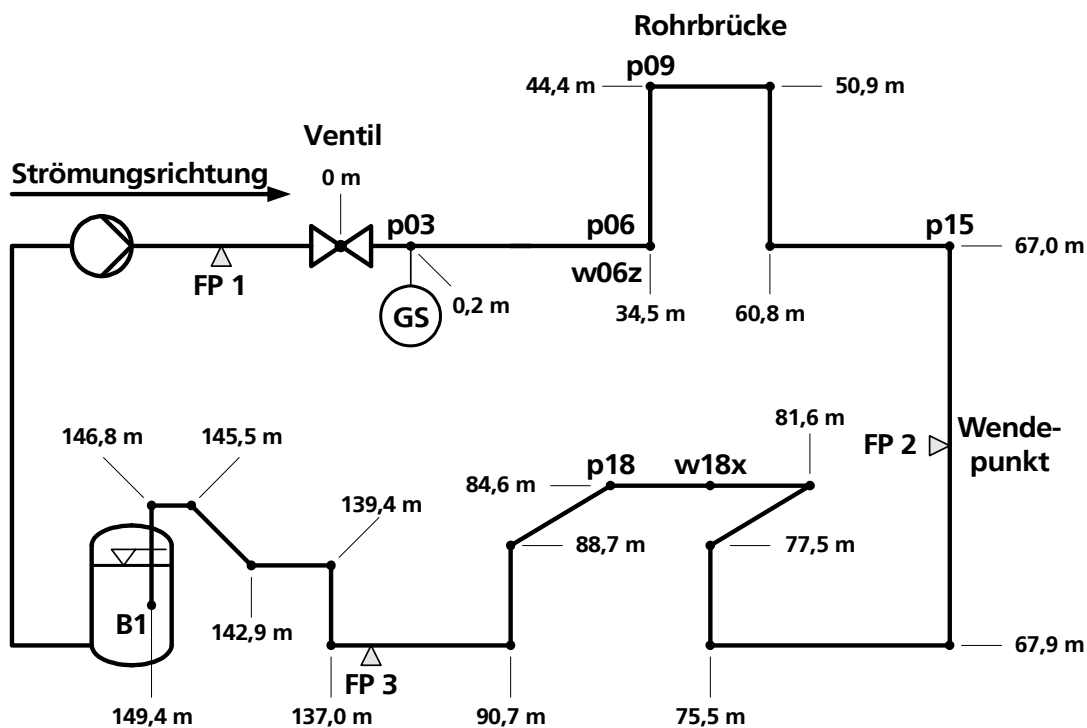 Rohrbrücke
p09
44,4 m
50,9 m
Ventil
Strömungsrichtung
0 m
p03
p06
p15
67,0 m
FP 1
w06z
0,2 m
GS
34,5 m
60,8 m
81,6 m
146,8 m
145,5 m
FP 2
Wende-
punkt
p18
w18x
84,6 m
139,4 m
88,7 m
77,5 m
B1
142,9 m
67,9 m
FP 3
149,4 m
137,0 m
90,7 m
75,5 m